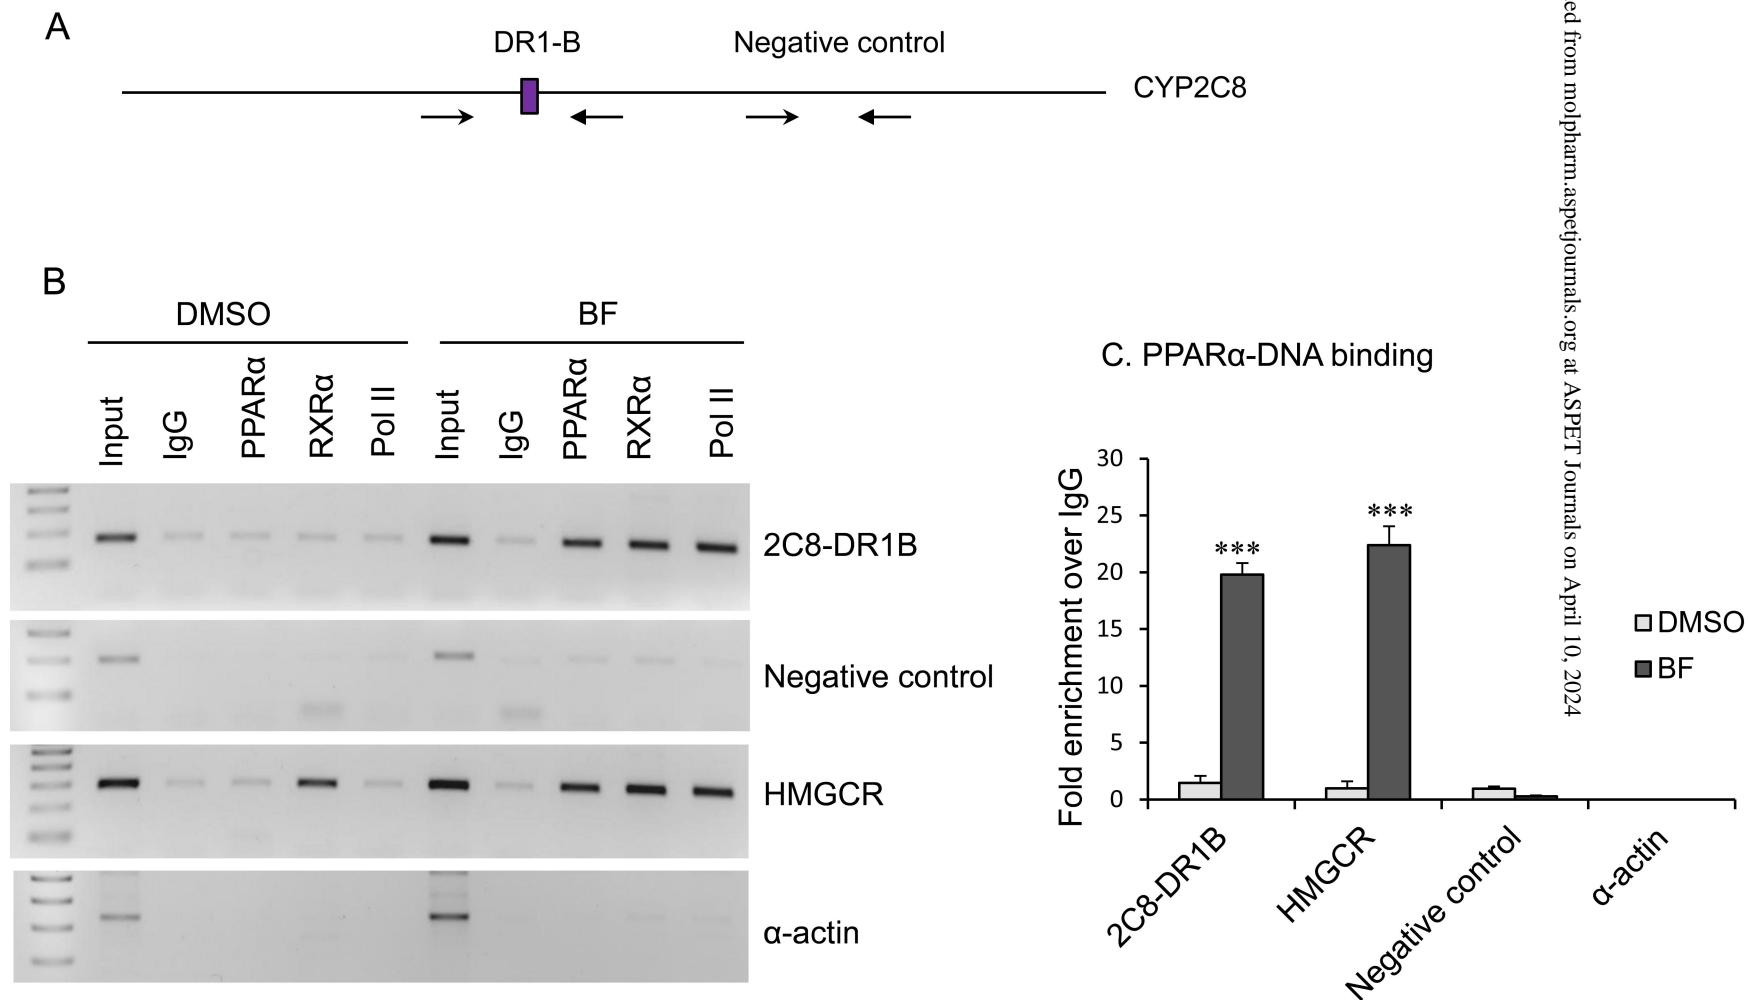 A
DR1-B
Negative control
CYP2C8
B
DMSO
BF
Input
IgG
PPARα
RXRα
Pol II
Input
IgG
PPARα
RXRα
Pol II
2C8-DR1B
Negative control
HMGCR
α-actin
C. PPARα-DNA binding
Fold enrichment over IgG
30
25
20
15
10
5
0
***
***
2C8-DR1B
HMGCR
Negative control
α-actin
DMSO
BF
ed from molpharm.aspetjournals.org at ASPET Journals on April 10, 2024